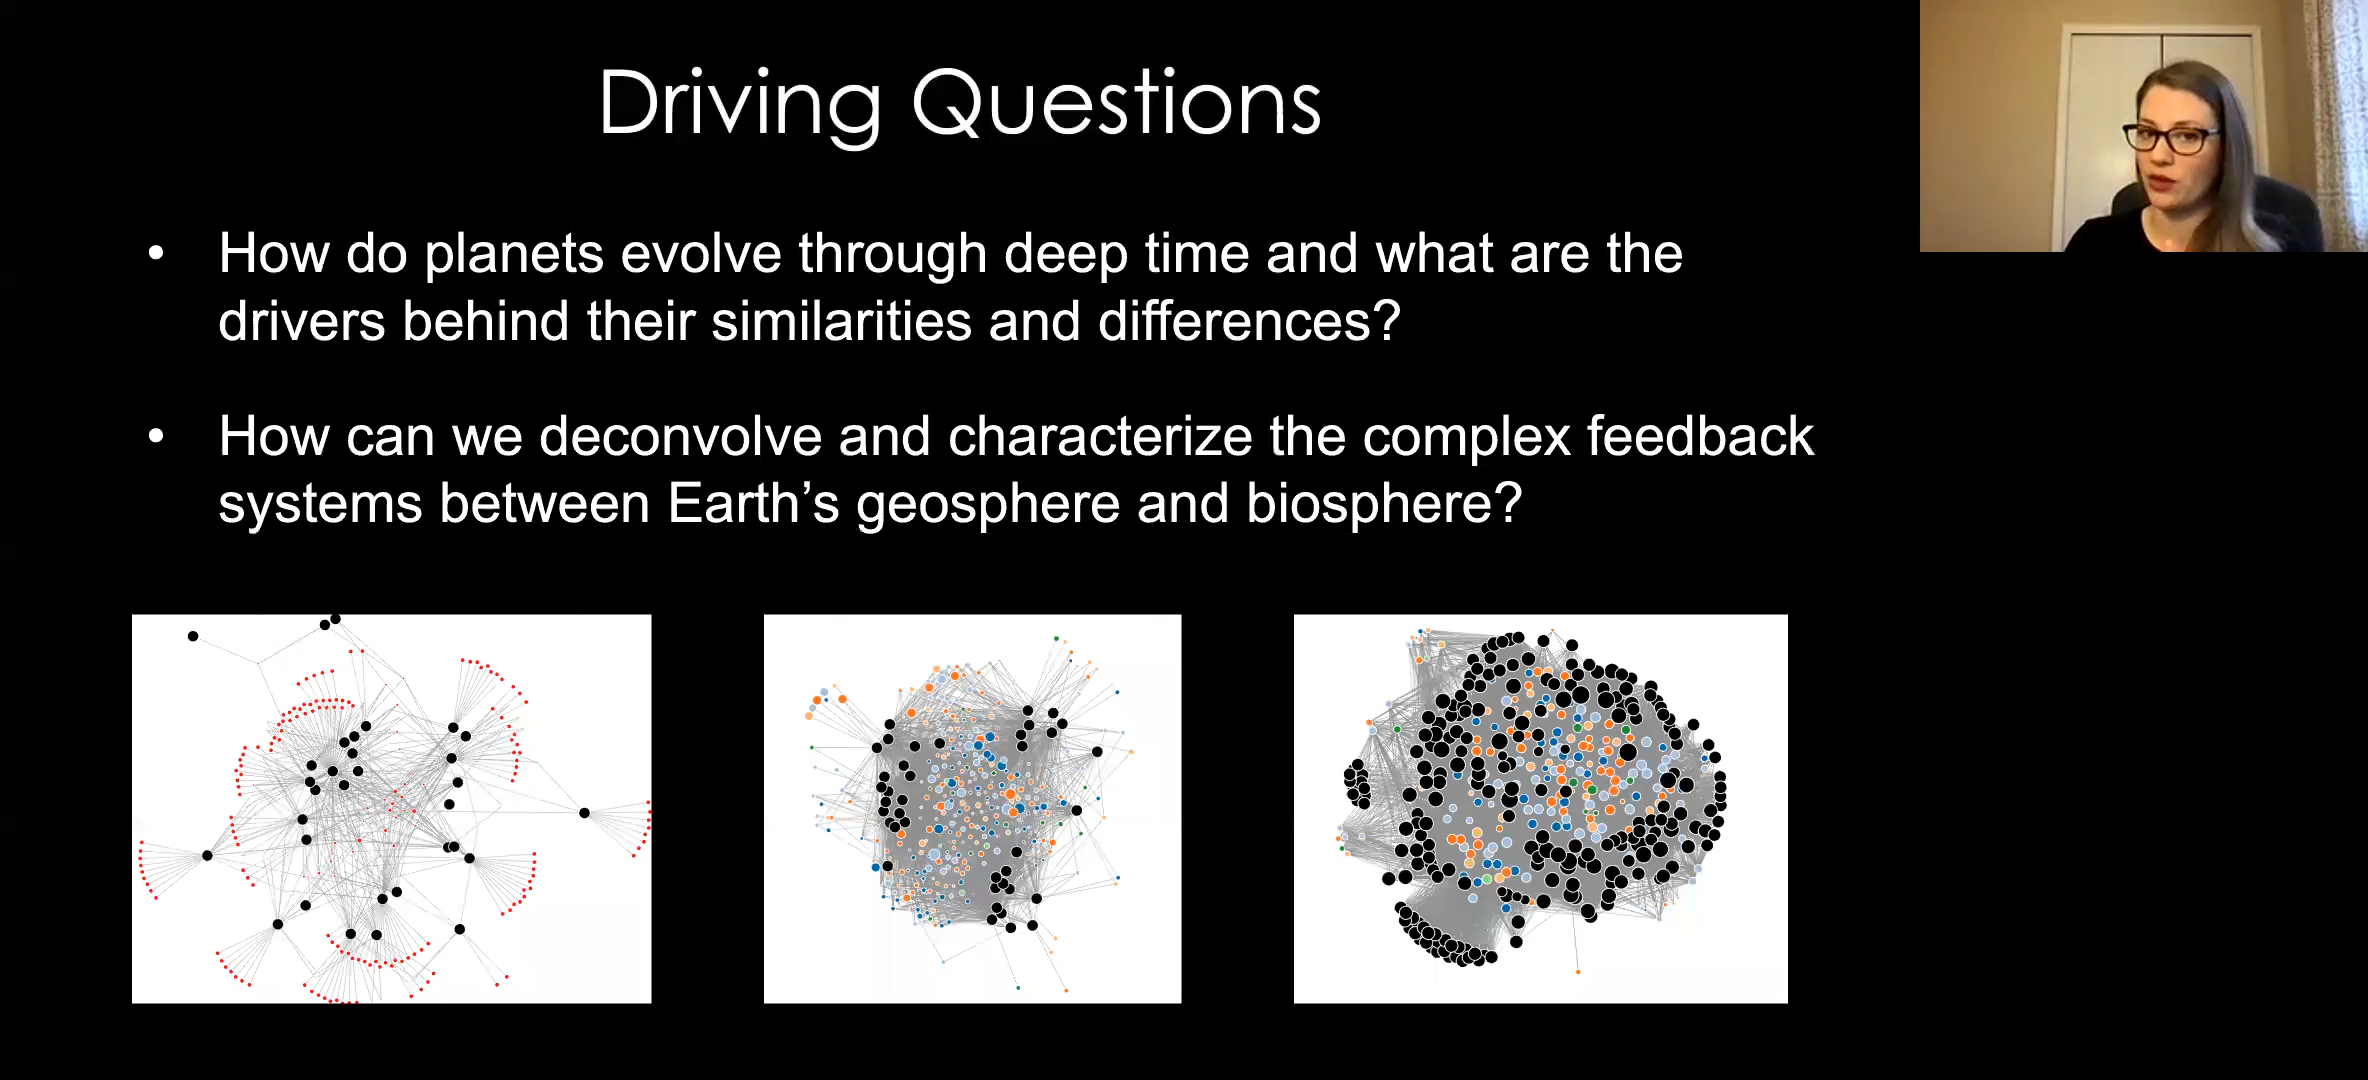 Driving Questions
• How do planets evolve through deep time and what are the
drivers behind their similarities and differences?
• How can we deconvolve and characterize the complex feedback
systems between Earth’s geosphere and biosphere?